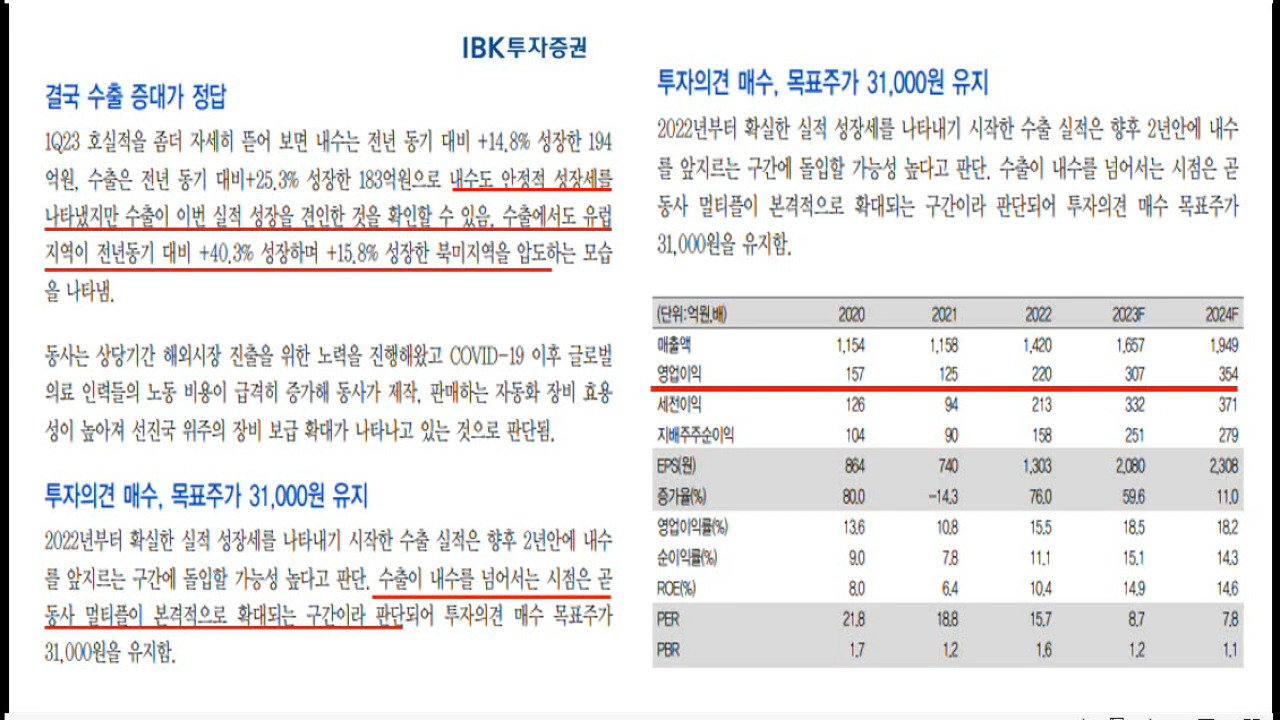 IBK투자증권
결국 수출 증대가 정답
1Q23 호실적을 좀더 자세히 뜯어 보면 내수는 전년 동기 대비 +14.8% 성장한 194
억원, 수출은 전년 동기 대비+25.3% 성장한 183억원으로 내수도 안정적 성장세를
나타냈지만 수출이 이번 실적 성장을 견인한 것을 확인할 수 있음. 수출에서도 유럽
지역이 전년동기 대비 +40.3% 성장하며 +15.8% 성장한 북미지역을 압도하는 모습
을 나타냄.
동사는 상당기간 해외시장 진출을 위한 노력을 진행해왔고 COVID-19 이후 글로벌
의료 인력들의 노동 비용이 급격히 증가해 동사가 제작, 판매하는 자동화 장비 효용
성이 높아져 선진국 위주의 장비 보급 확대가 나타나고 있는 것으로 판단됨.
투자의견 매수, 목표주가 31,000원 유지
2022년부터 확실한 실적 성장세를 나타내기 시작한 수출 실적은 향후 2년안에 내수
를 앞지르는 구간에 돌입할 가능성 높다고 판단. 수출이 내수를 넘어서는 시점은 곧
동사 멀티플이 본격적으로 확대되는 구간이라 판단되어 투자의견 매수 목표주가
31,000원을 유지함.
투자의견 매수, 목표주가 31,000원 유지
2022년부터 확실한 실적 성장세를 나타내기 시작한 수출 실적은 향후 2년안에 내수
를 앞지르는 구간에 돌입할 가능성 높다고 판단. 수출이 내수를 넘어서는 시점은 곧
동사 멀티플이 본격적으로 확대되는 구간이라 판단되어 투자의견 매수 목표주가
31,000원을 유지함.
(단위:억원,배) 2020 2021 2022 2023F 2024F
매출액 1,154 1,158 1,420 1,657 1,949
영업이익 157 125 220 307 354
세전이익 126 94 213 332 371
지배주주순이익 104 90 158 251 279
EPS(원) 864 740 1,303 2,080 2,308
증가율(%) 80.0 -14.3 76.0 59.6 11.0
영업이익률(%) 13.6 10.8 15.5 18.5 18.2
순이익률(%) 9.0 7.8 11.1 15.1 14.3
ROE(%) 8.0 6.4 10.4 14.9 14.6
PER 21.8 18.8 15.7 8.7 7.8
PBR 1.7 1.2 1.6 1.2 1.1